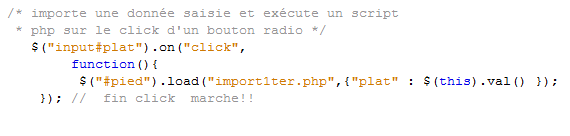 /* importe une donnée saisie et exécute un script
* php sur le click d'un bouton radio */
$("input#plat").on("click",
function(){
$("#pied").load("import1ter.php",{"plat" : $(this).val() });
}); // fin click marche!!